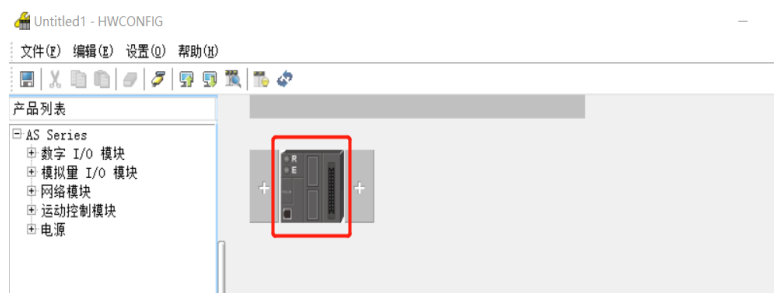 Untitled1 - HWCONFIG
文件(F) 编辑(E) 设置(O) 帮助(H)
产品列表
AS Series
数字 I/O 模块
模拟量 I/O 模块
网络模块
运动控制模块
电源
R
E